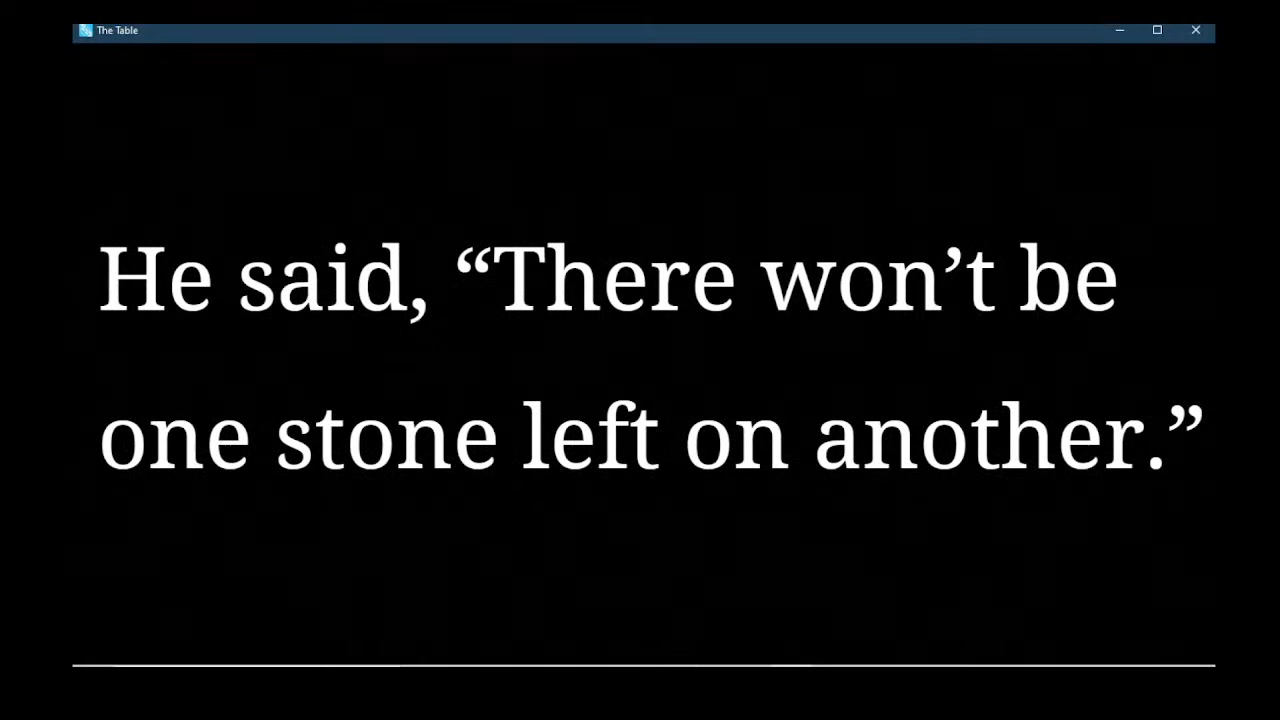 The Table
He said, “There won’t be
one stone left on another.”